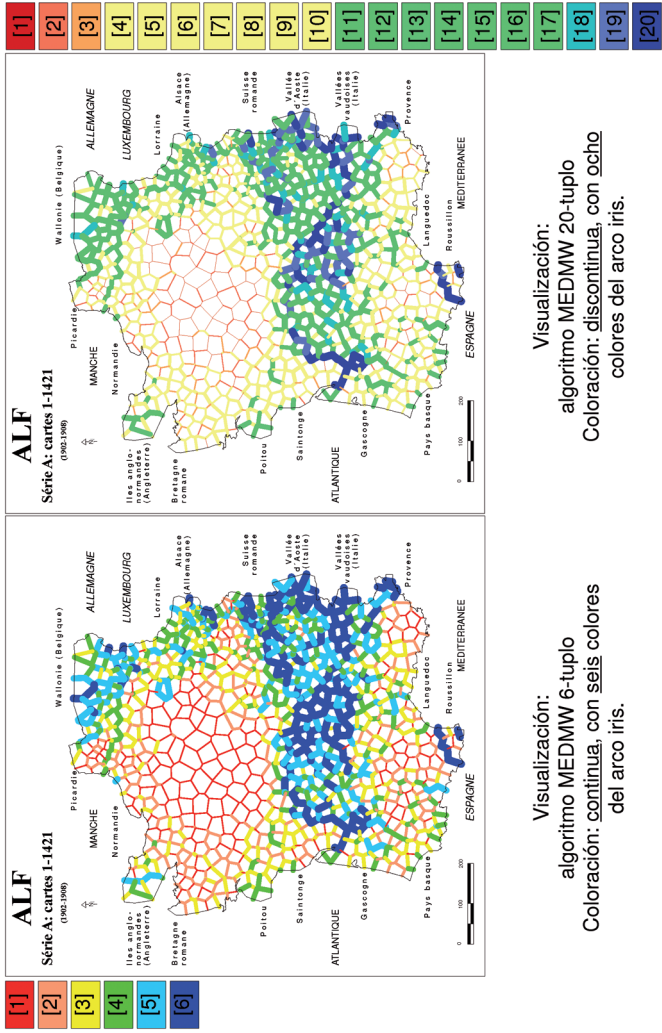 [1]
[2]
[3]
[4]
[5]
[6]
ALF
Série A: cartes 1-1421
(1902-1908)
Wallonie (Belgique)
ALLEMAGNE
LUXEMBOURG
Lorraine
Alsace
(Allemagne)
Suisse
romande
Vallée
d'Aoste
(Italie)
Vallées
vaudoises
(Italie)
Provence
Picardie
MANCHE
Normandie
Iles anglo-
normandes
(Angleterre)
Bretagne
romane
Poitou
Saintonge
ATLANTIQUE
Gascogne
Pays basque
ESPAGNE
Languedoc
Roussillon
MEDITERRANEE
0 100 200
Visualización:
algoritmo MEDMW 6-tuplo
Coloración: continua, con seis colores
del arco iris.
ALF
Série A: cartes 1-1421
(1902-1908)
Wallonie (Belgique)
ALLEMAGNE
LUXEMBOURG
Lorraine
Alsace
(Allemagne)
Suisse
romande
Vallée
d'Aoste
(Italie)
Vallées
vaudoises
(Italie)
Provence
Picardie
MANCHE
Normandie
Iles anglo-
normandes
(Angleterre)
Bretagne
romane
Poitou
Saintonge
ATLANTIQUE
Gascogne
Pays basque
ESPAGNE
Languedoc
Roussillon
MEDITERRANEE
0 100 200
Visualización:
algoritmo MEDMW 20-tuplo
Coloración: discontinua, con ocho
colores del arco iris.
[1]
[2]
[3]
[4]
[5]
[6]
[7]
[8]
[9]
[10]
[11]
[12]
[13]
[14]
[15]
[16]
[17]
[18]
[19]
[20]